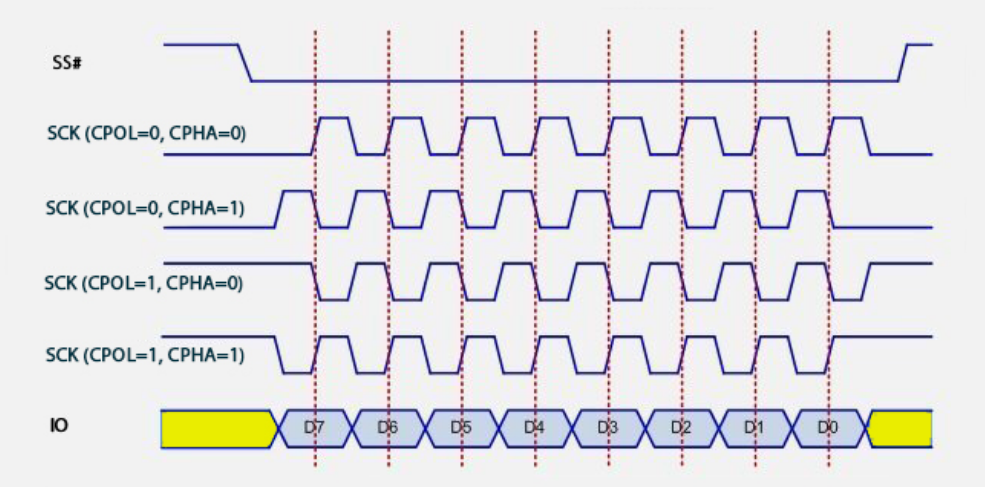 SS#
SCK (CPOL=0, CPHA=0)
SCK (CPOL=0, CPHA=1)
SCK (CPOL=1, CPHA=0)
SCK (CPOL=1, CPHA=1)
IO D7 D6 D5 D4 D3 D2 D1 D0